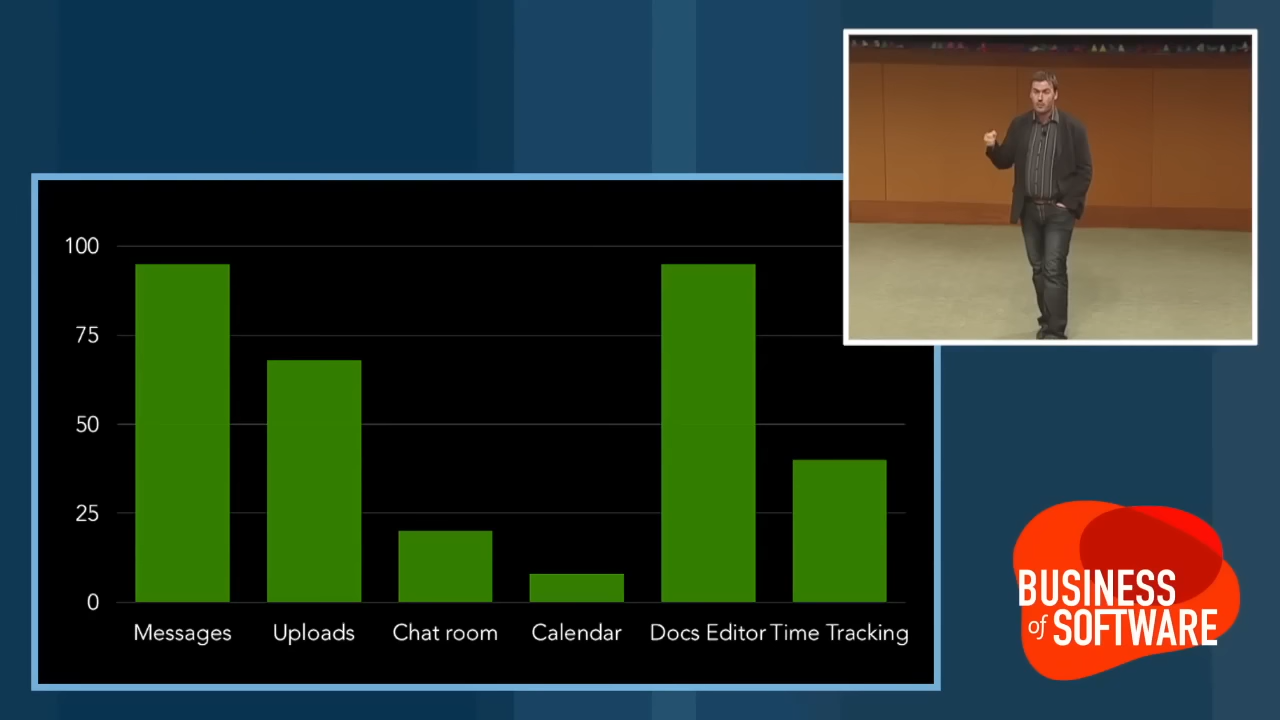 100
75
50
25
0
Messages Uploads Chat room Calendar Docs Editor Time Tracking
BUSINESS
of SOFTWARE